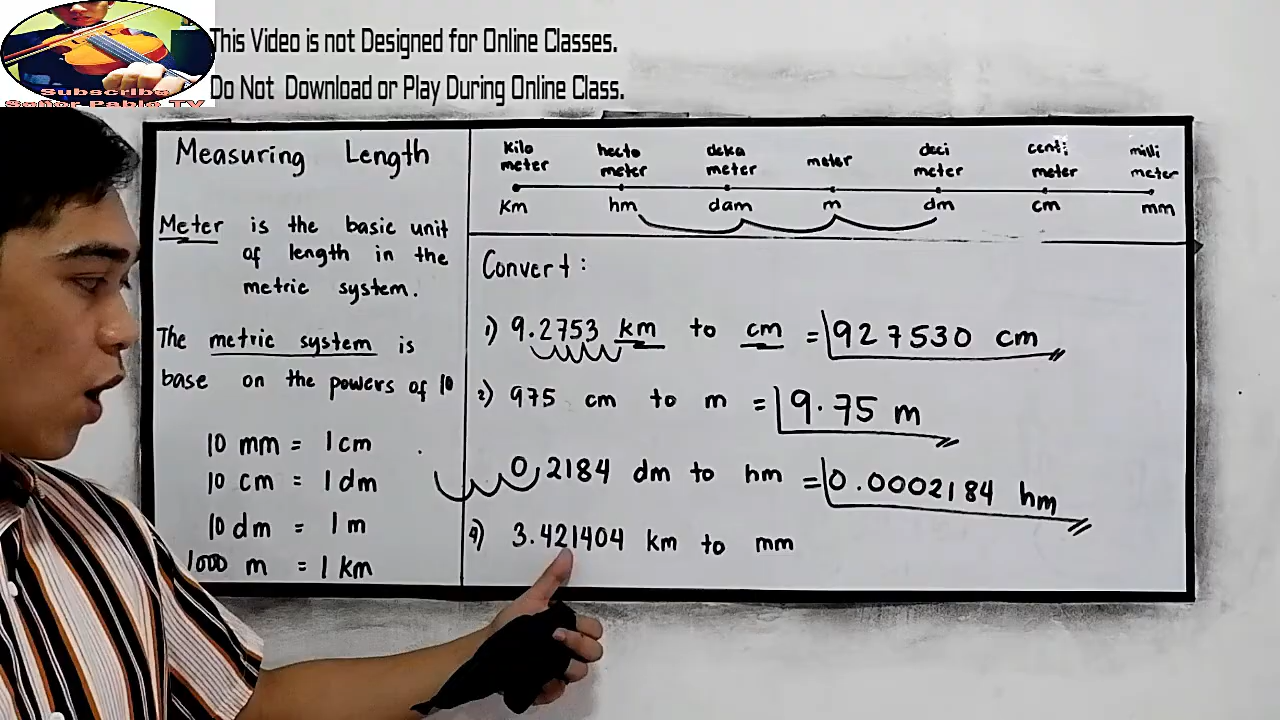 This Video is not Designed for Online Classes.
Do Not Download or Play During Online Class.
Subscribe
Señor Pablo TV
Measuring Length
Meter is the basic unit
of length in the
metric system.
The metric system is
base on the powers of 10
10 mm = 1 cm
10 cm = 1 dm
10 dm = 1 m
1000 m = 1 km
kilo meter hecto meter deka meter meter deci meter centi meter milli meter
Km hm dam m dm cm mm
Convert:
1) 9.2753 km to cm = 927530 cm
2) 975 cm to m = 9.75 m
0.2184 dm to hm = 0.0002184 hm
4) 3.421404 km to mm